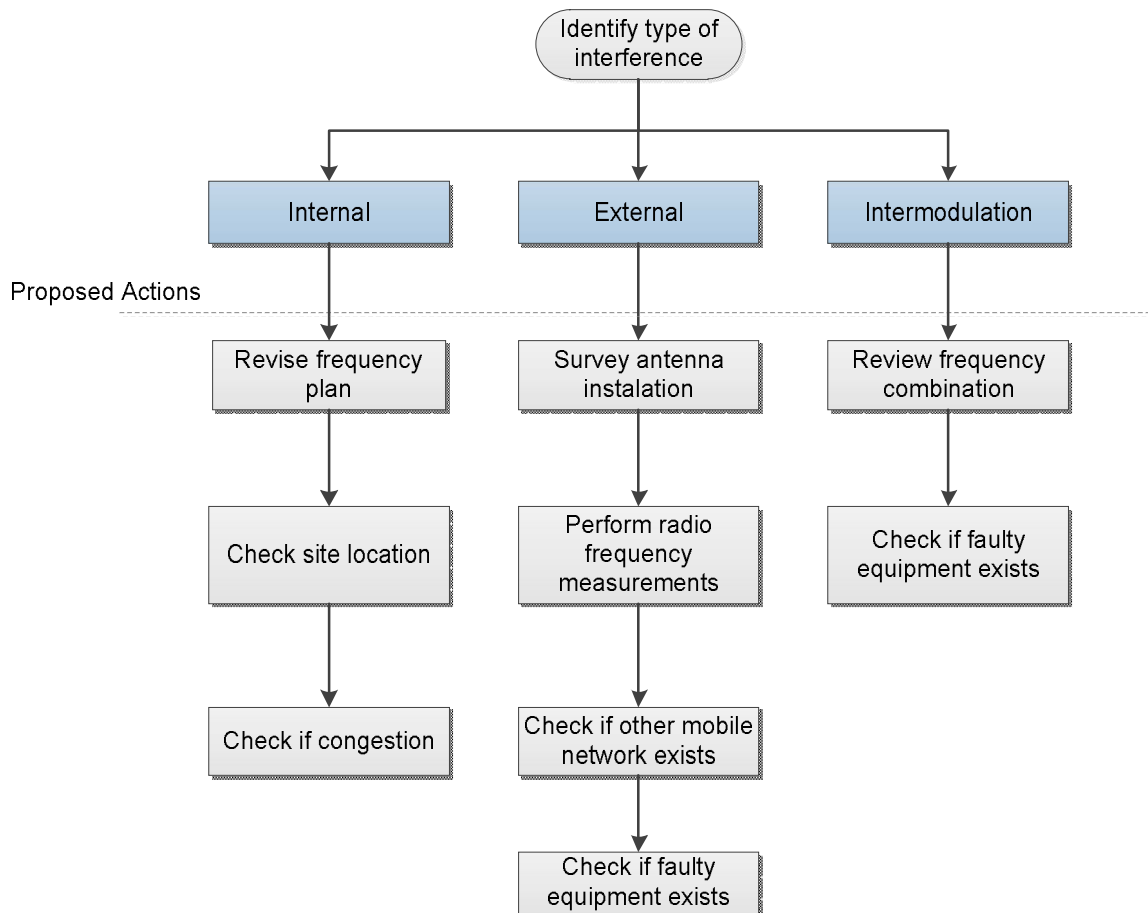 Identify type of
interference
Internal
External
Intermodulation
Proposed Actions
Revise frequency
plan
Survey antenna
instalation
Review frequency
combination
Check site location
Perform radio
frequency
measurements
Check if faulty
equipment exists
Check if congestion
Check if other mobile
network exists
Check if faulty
equipment exists